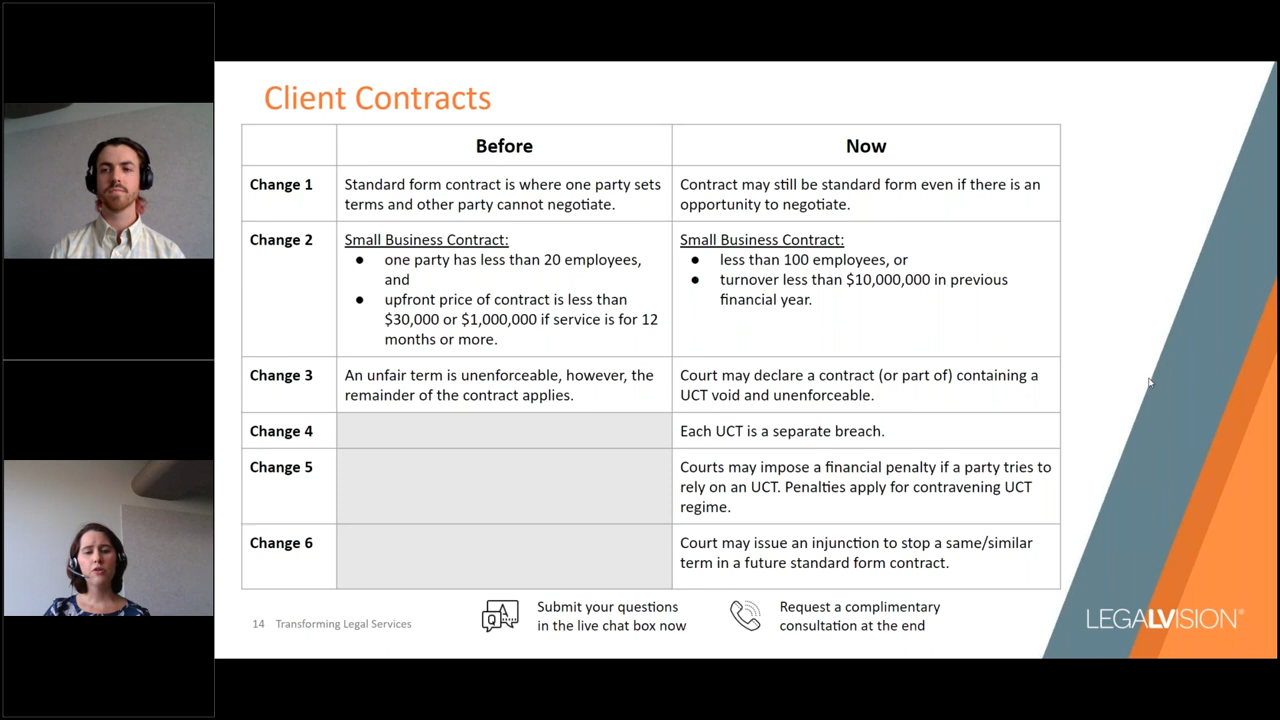 Client Contracts
Before
Now
Change 1
Standard form contract is where one party sets
terms and other party cannot negotiate.
Contract may still be standard form even if there is an
opportunity to negotiate.
Change 2
Small Business Contract:
● one party has less than 20 employees,
and
● upfront price of contract is less than
$30,000 or $1,000,000 if service is for 12
months or more.
Small Business Contract:
● less than 100 employees, or
● turnover less than $10,000,000 in previous
financial year.
Change 3
An unfair term is unenforceable, however, the
remainder of the contract applies.
Court may declare a contract (or part of) containing a
UCT void and unenforceable.
Change 4
Each UCT is a separate breach.
Change 5
Courts may impose a financial penalty if a party tries to
rely on an UCT. Penalties apply for contravening UCT
regime.
Change 6
Court may issue an injunction to stop a same/similar
term in a future standard form contract.
14 Transforming Legal Services
Q A
Submit your questions
in the live chat box now
Request a complimentary
consultation at the end
LEGALVISION®